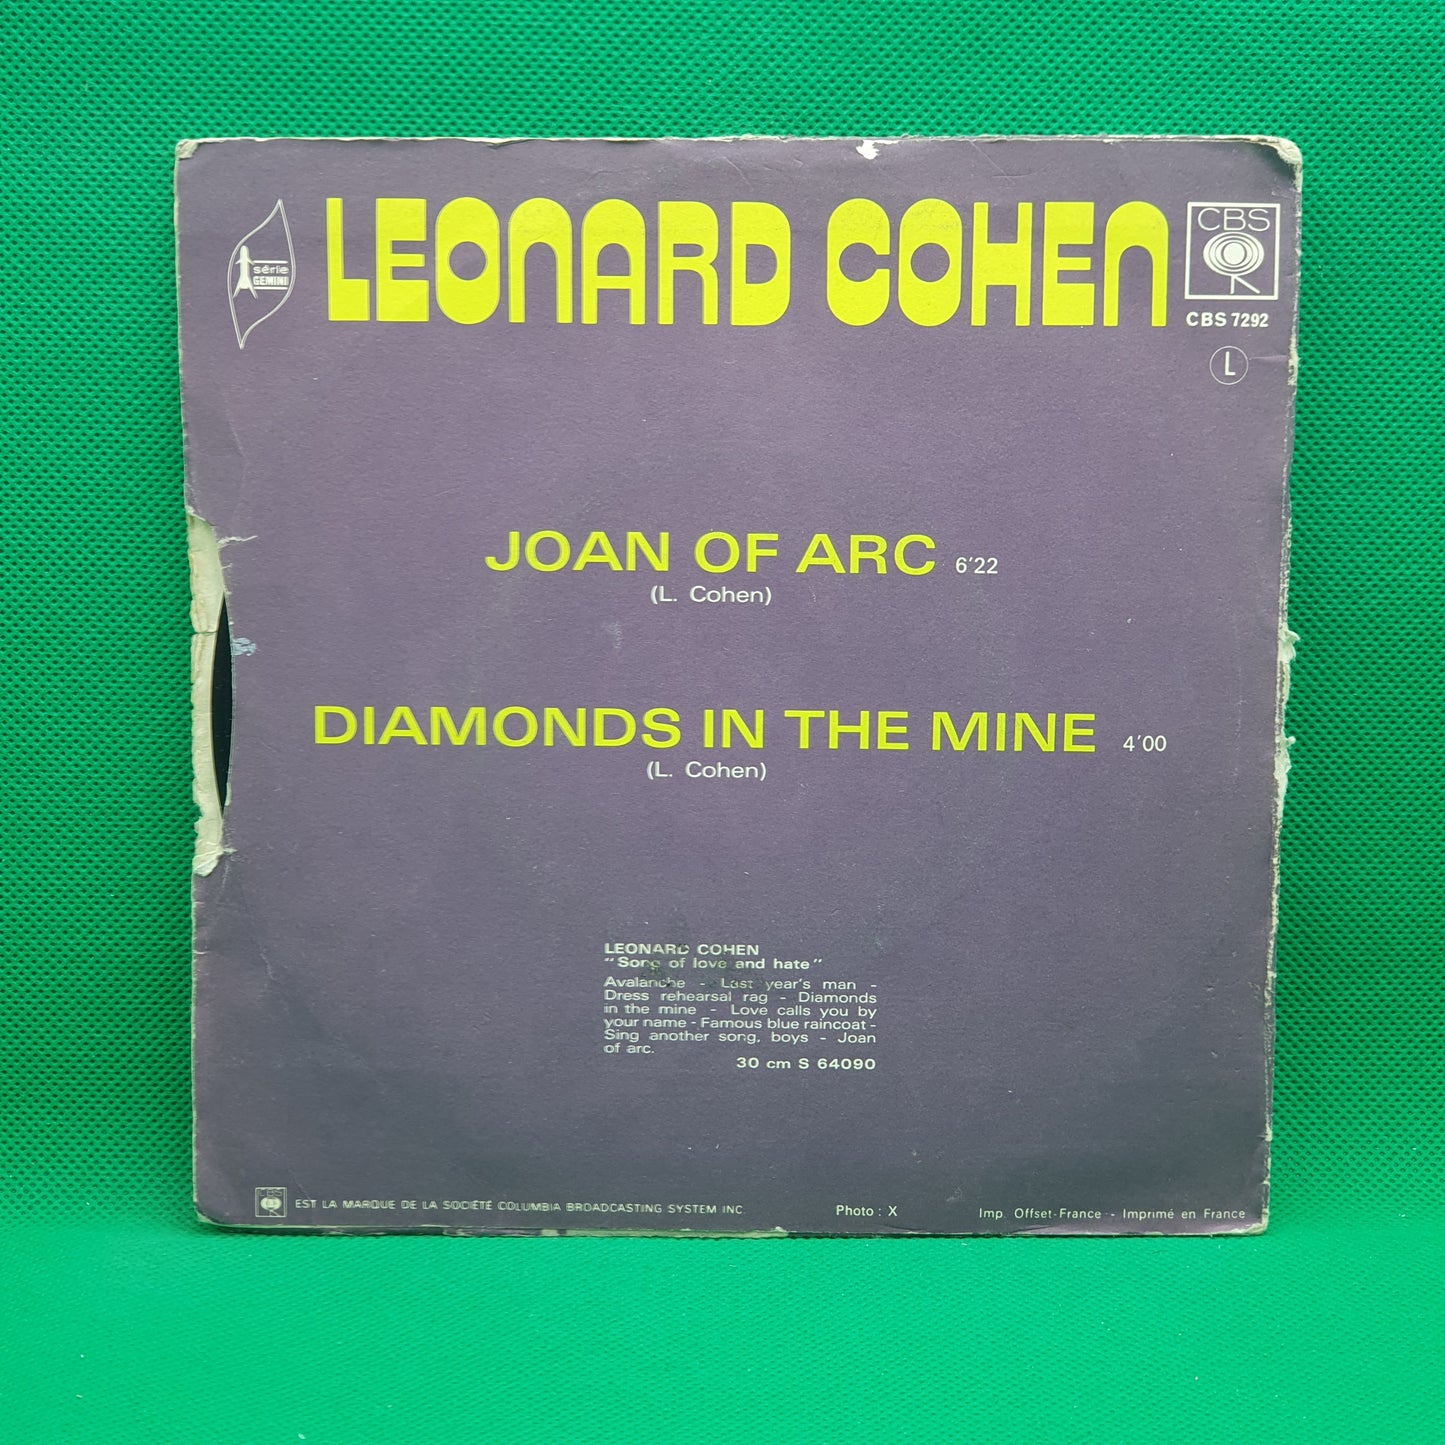 série
GEMINI
LEONARD COHEN
CBS
CBS 7292
L
JOAN OF ARC 6'22
(L. Cohen)
DIAMONDS IN THE MINE 4'00
(L. Cohen)
LEONARD COHEN
"Song of love and hate"
Avalanche - Last year's man -
Dress rehearsal rag - Diamonds
in the mine - Love calls you by
your name - Famous blue raincoat -
Sing another song, boys - Joan
of arc.
30 cm S 64090
CBS EST LA MARQUE DE LA SOCIÉTÉ COLUMBIA BROADCASTING SYSTEM INC. Photo : X Imp. Offset-France - Imprimé en France